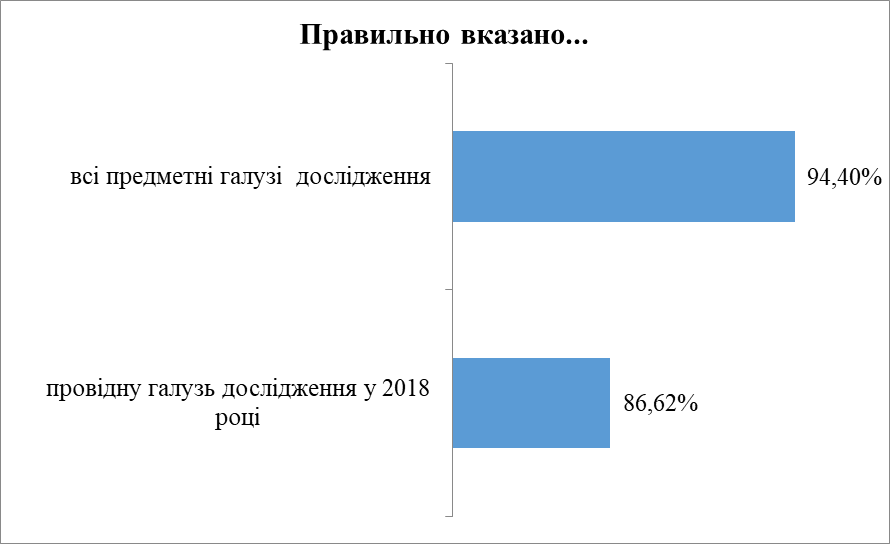 Правильно вказано...
всі предметні галузі  дослідження
94,40%
провідну галузь дослідження у 2018
році
86,62%